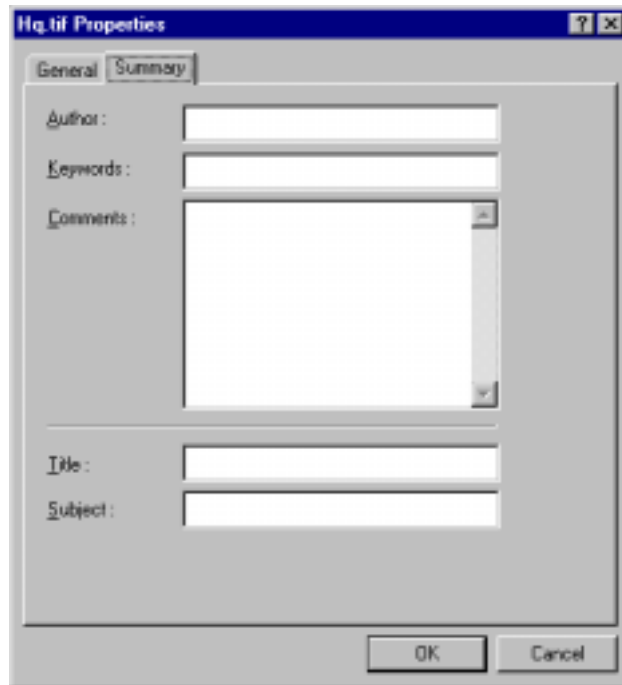 Hq.tif Properties
General Summary
Author :
Keywords :
Comments :
Title :
Subject :
OK Cancel